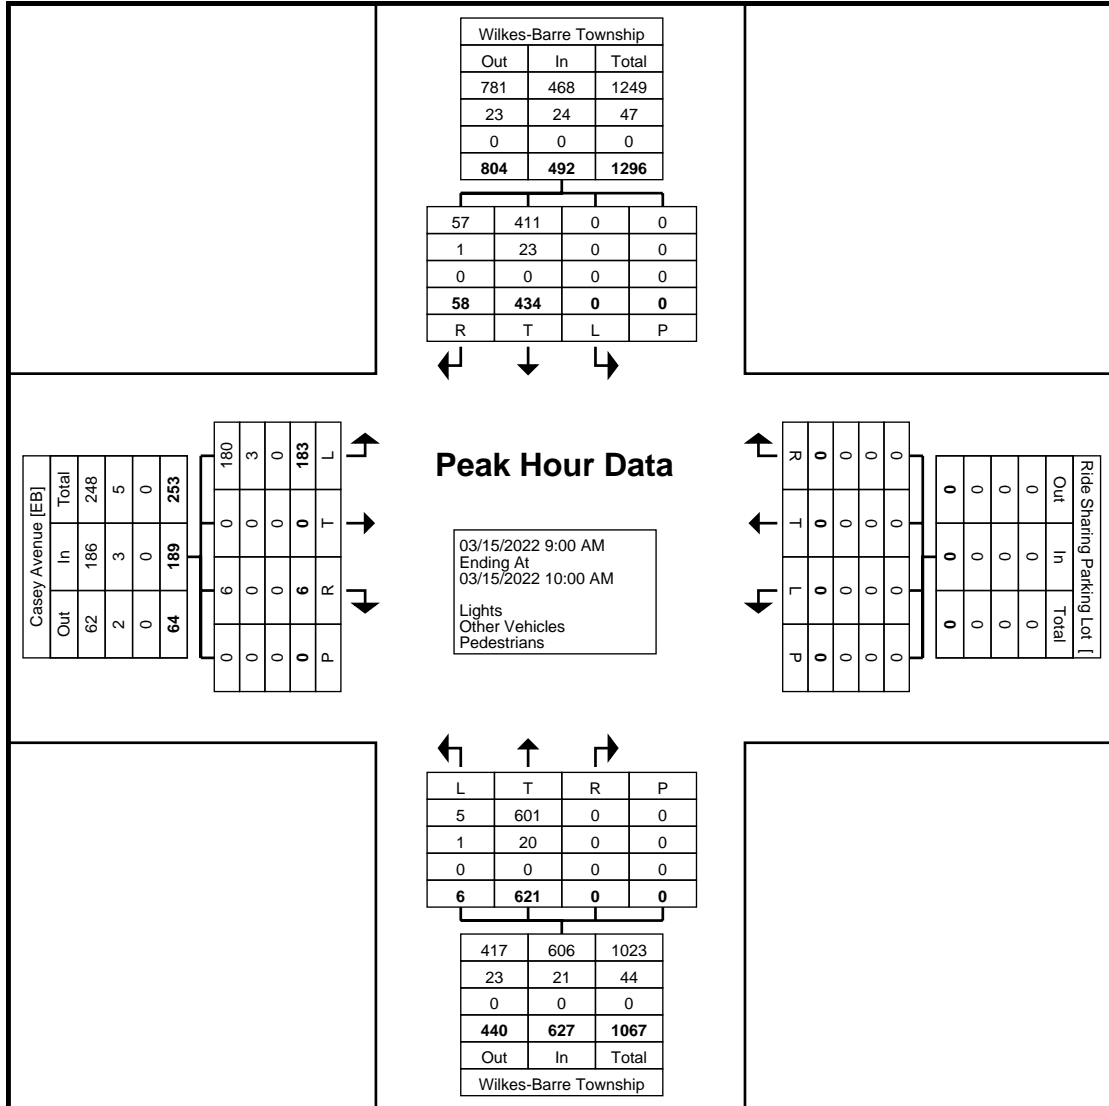 Wilkes-Barre Township
Out In Total
781 468 1249
23 24 47
0 0 0
804 492 1296
57 411 0 0
1 23 0 0
0 0 0 0
58 434 0 0
R T L P
Casey Avenue [EB]
Out In Total
62 186 248
2 3 5
0 0 0
64 189 253
180 0 6 0
3 0 0 0
0 0 0 0
183 0 6 0
L T R P
Peak Hour Data
03/15/2022 9:00 AM
Ending At
03/15/2022 10:00 AM
Lights
Other Vehicles
Pedestrians
R T L P
0 0 0 0
0 0 0 0
0 0 0 0
0 0 0 0
Ride Sharing Parking Lot [
Out In Total
0 0 0
0 0 0
0 0 0
0 0 0
L T R P
5 601 0 0
1 20 0 0
0 0 0 0
6 621 0 0
417 606 1023
23 21 44
0 0 0
440 627 1067
Out In Total
Wilkes-Barre Township